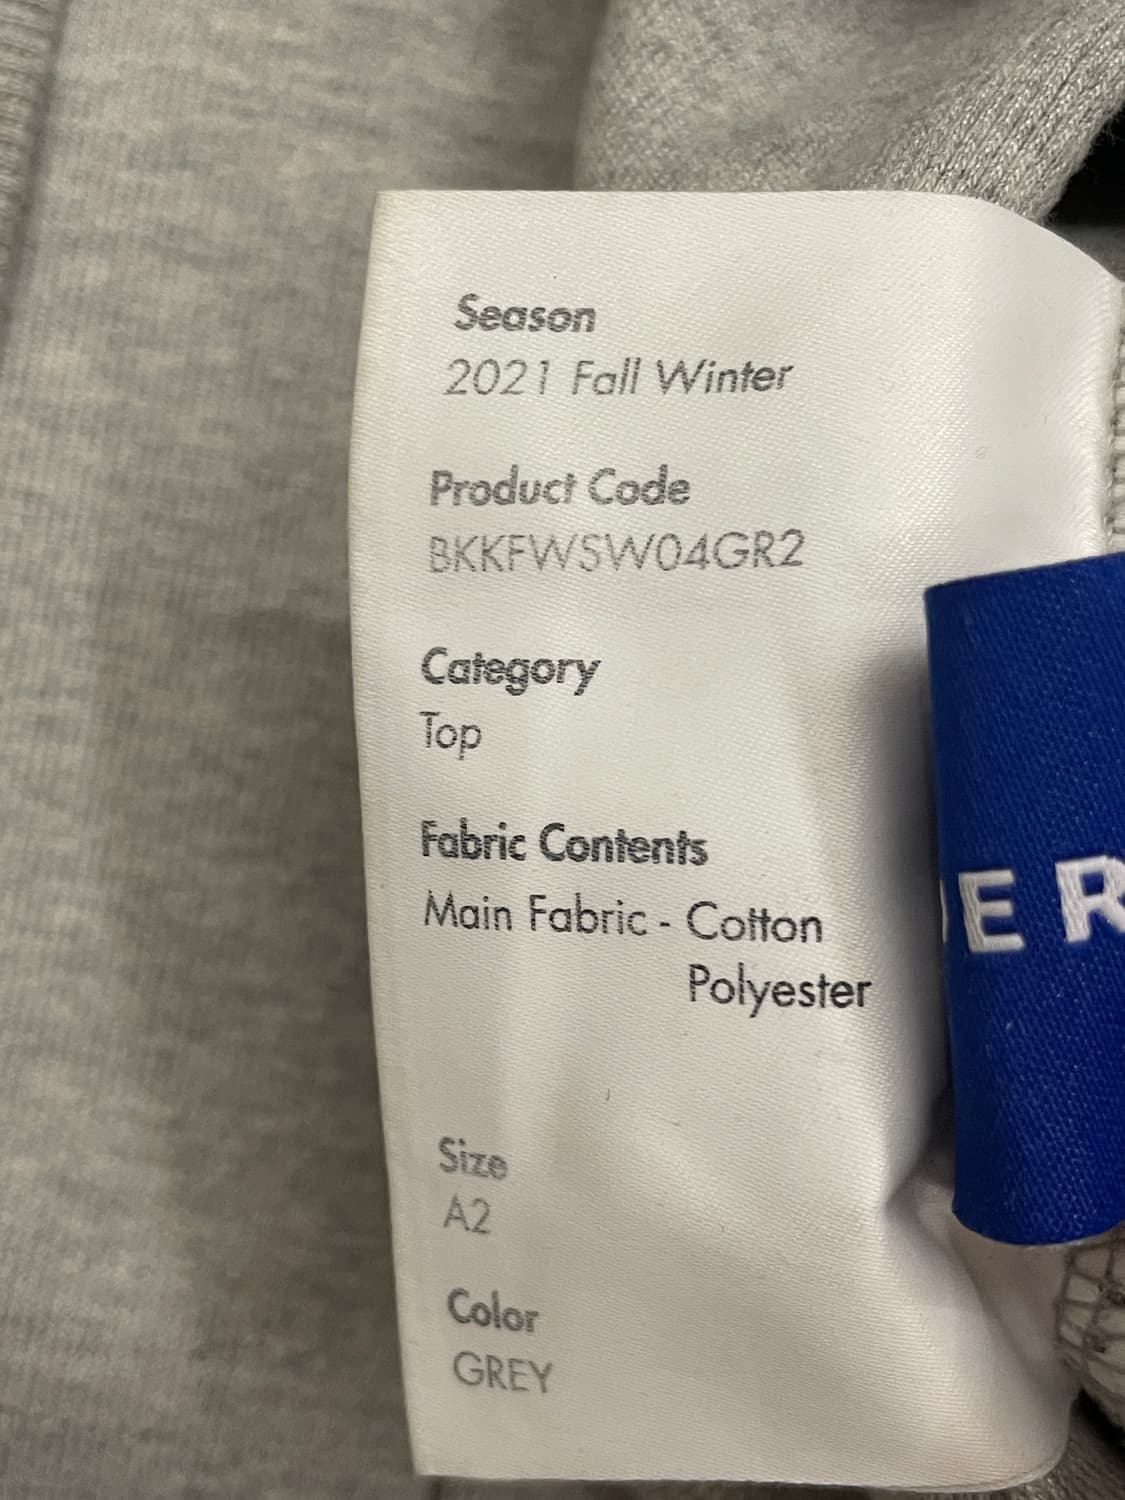 Season
2021 Fall Winter
Product Code
BKKFWSW04GR2
Category
Top
Fabric Contents
Main Fabric - Cotton
Polyester
Size
A2
Color
GREY
ER